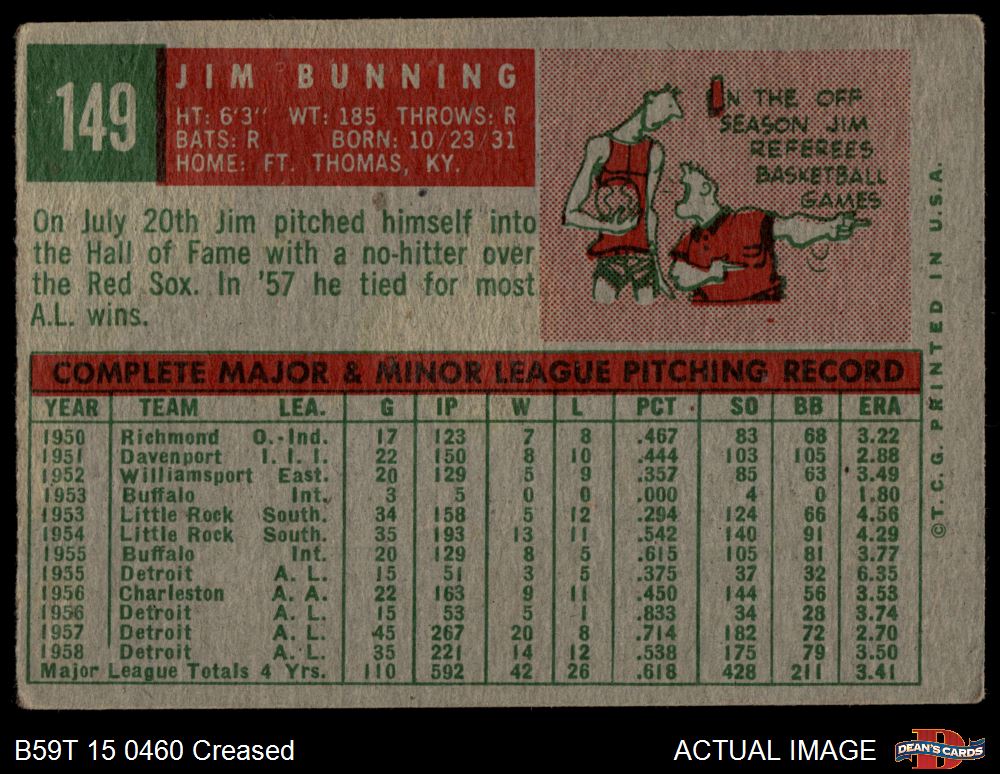 149
JIM BUNNING
HT: 6'3" WT: 185 THROWS: R
BATS: R BORN: 10/23/31
HOME: FT. THOMAS, KY.
IN THE OFF
SEASON JIM
REFEREES
BASKETBALL
GAMES
On July 20th Jim pitched himself into
the Hall of Fame with a no-hitter over
the Red Sox. In '57 he tied for most
A.L. wins.
COMPLETE MAJOR & MINOR LEAGUE PITCHING RECORD
YEAR TEAM LEA. G IP W L PCT SO BB ERA
1950 Richmond O.-Ind. 17 123 7 8 .467 83 68 3.22
1951 Davenport I. I. I. 22 150 8 10 .444 103 105 2.88
1952 Williamsport East. 20 129 5 9 .357 85 63 3.49
1953 Buffalo Int. 3 5 0 0 .000 4 0 1.80
1953 Little Rock South. 34 158 5 12 .294 124 66 4.56
1954 Little Rock South. 35 193 13 11 .542 140 91 4.29
1955 Buffalo Int. 20 129 8 5 .615 105 81 3.77
1955 Detroit A. L. 15 51 3 5 .375 37 32 6.35
1956 Charleston A. A. 22 163 9 11 .450 144 56 3.53
1956 Detroit A. L. 15 53 5 1 .833 34 28 3.74
1957 Detroit A. L. 45 267 20 8 .714 182 72 2.70
1958 Detroit A. L. 35 221 14 12 .538 175 79 3.50
Major League Totals 4 Yrs. 110 592 42 26 .618 428 211 3.41
©T.C.G. PRINTED IN U.S.A.
B59T 15 0460 Creased
ACTUAL IMAGE
DEAN'S CARDS